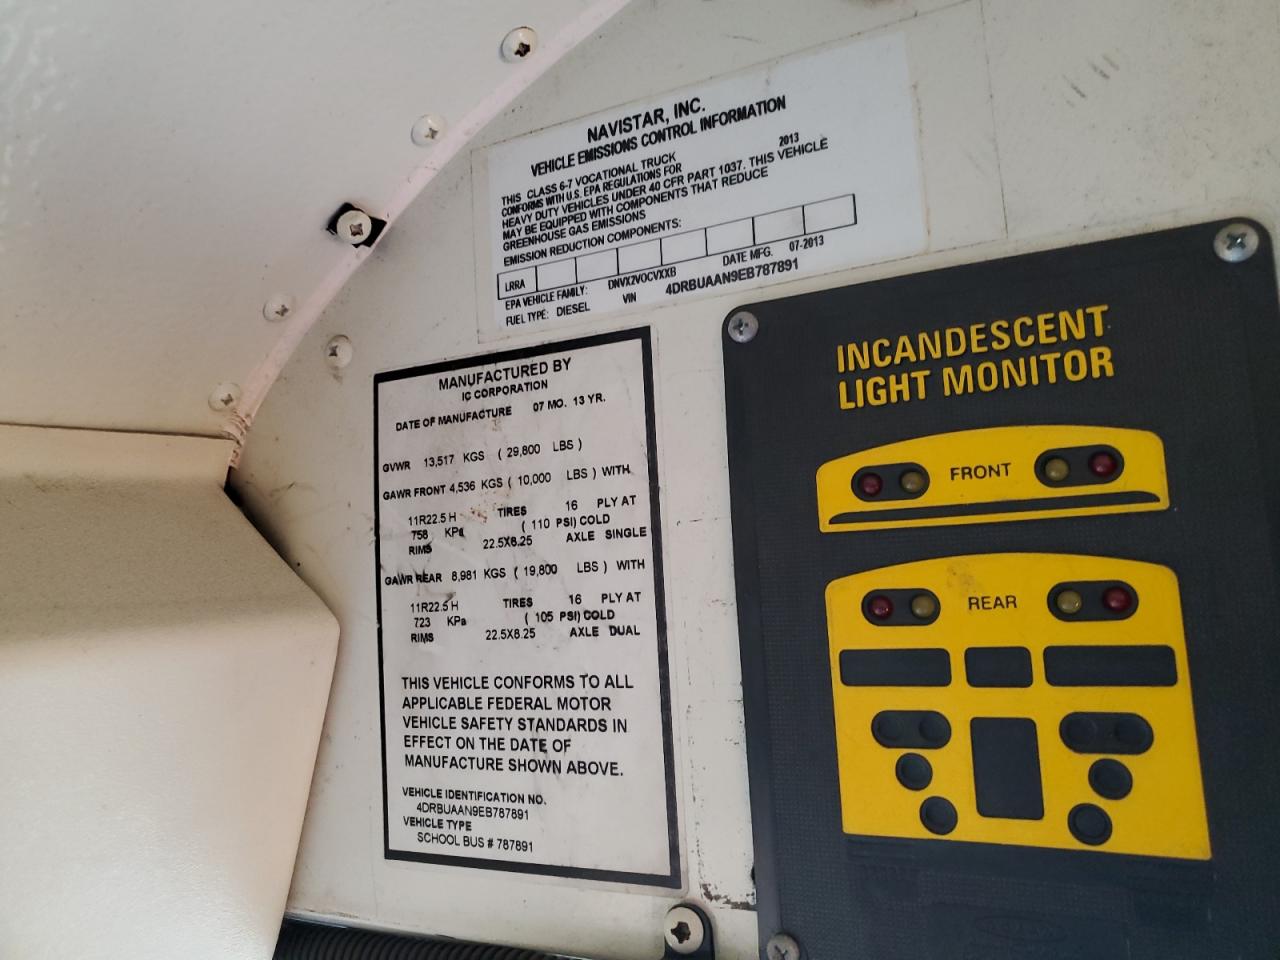 NAVISTAR, INC.
VEHICLE EMISSIONS CONTROL INFORMATION
THIS CLASS 6-7 VOCATIONAL TRUCK
CONFORMS WITH U.S. EPA REGULATIONS FOR 2013
HEAVY DUTY VEHICLES UNDER 40 CFR PART 1037. THIS VEHICLE
MAY BE EQUIPPED WITH COMPONENTS THAT REDUCE
GREENHOUSE GAS EMISSIONS
EMISSION REDUCTION COMPONENTS:
LRRA
EPA VEHICLE FAMILY: DNVX2VOCVXXB DATE MFG. 07-2013
FUEL TYPE: DIESEL VIN 4DRBUAAN9EB787891
MANUFACTURED BY
IC CORPORATION
DATE OF MANUFACTURE 07 MO. 13 YR.
GVWR 13,517 KGS ( 29,800 LBS )
GAWR FRONT 4,536 KGS ( 10,000 LBS ) WITH
11R22.5 H TIRES 16 PLY AT
758 KPa ( 110 PSI) COLD
RIMS 22.5X8.25 AXLE SINGLE
GAWR REAR 8,981 KGS ( 19,800 LBS ) WITH
11R22.5 H TIRES 16 PLY AT
723 KPa ( 105 PSI) COLD
RIMS 22.5X8.25 AXLE DUAL
THIS VEHICLE CONFORMS TO ALL
APPLICABLE FEDERAL MOTOR
VEHICLE SAFETY STANDARDS IN
EFFECT ON THE DATE OF
MANUFACTURE SHOWN ABOVE.
VEHICLE IDENTIFICATION NO.
4DRBUAAN9EB787891
VEHICLE TYPE
SCHOOL BUS # 787891
INCANDESCENT
LIGHT MONITOR
FRONT
REAR